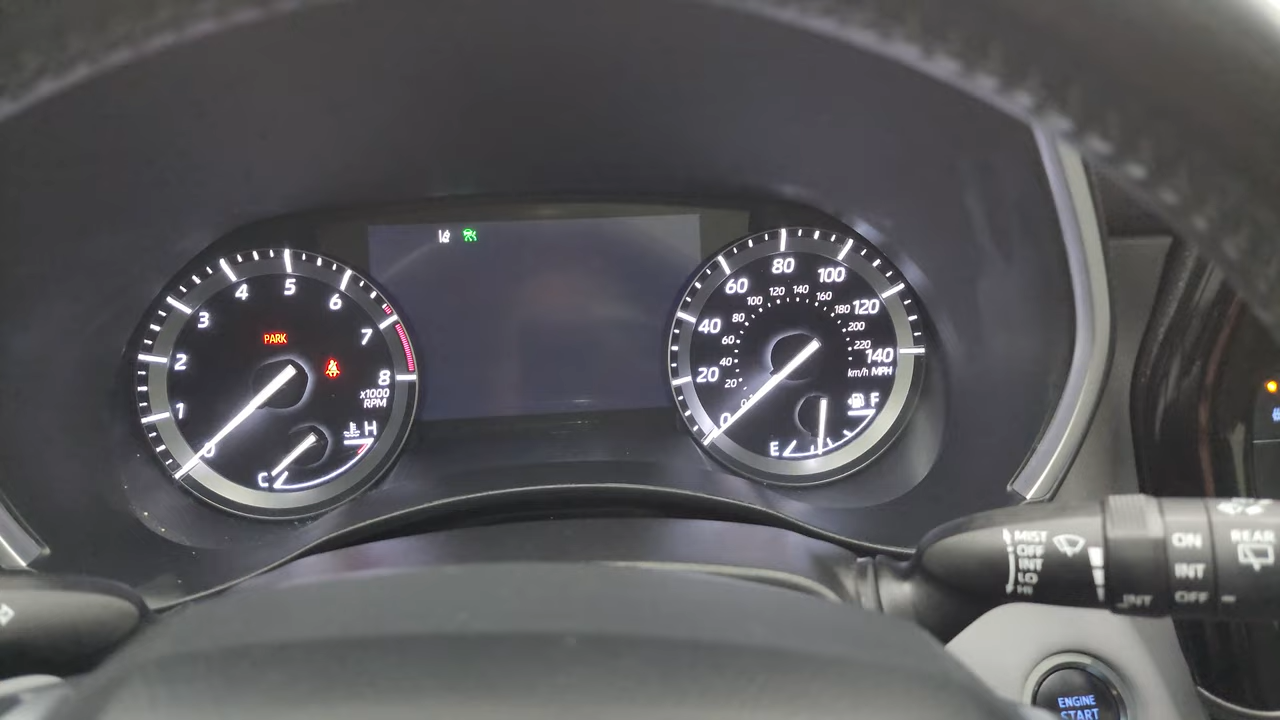 0
1
2
3
4
5
6
7
8
x1000
RPM
PARK
C
H
0
20
40
60
80
100
120
140
20
40
60
80
100
120
140
160
180
200
220
km/h MPH
E
F
MIST
OFF
INT
LO
HI
INT
ON
INT
OFF
REAR
ENGINE
START